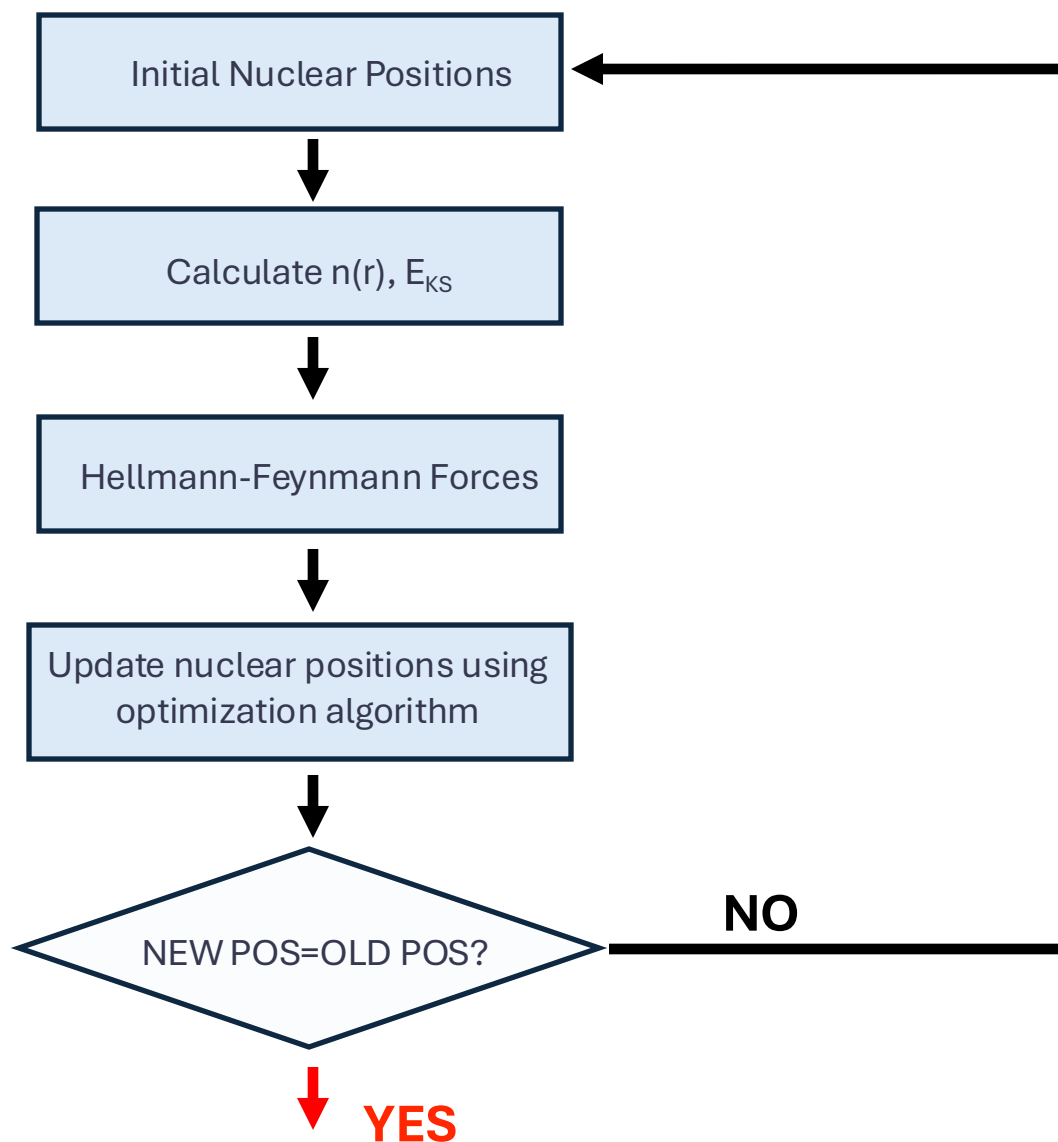 Initial Nuclear Positions
Calculate n(r), E_KS
Hellmann-Feynmann Forces
Update nuclear positions using
optimization algorithm
NEW POS=OLD POS?
NO
YES